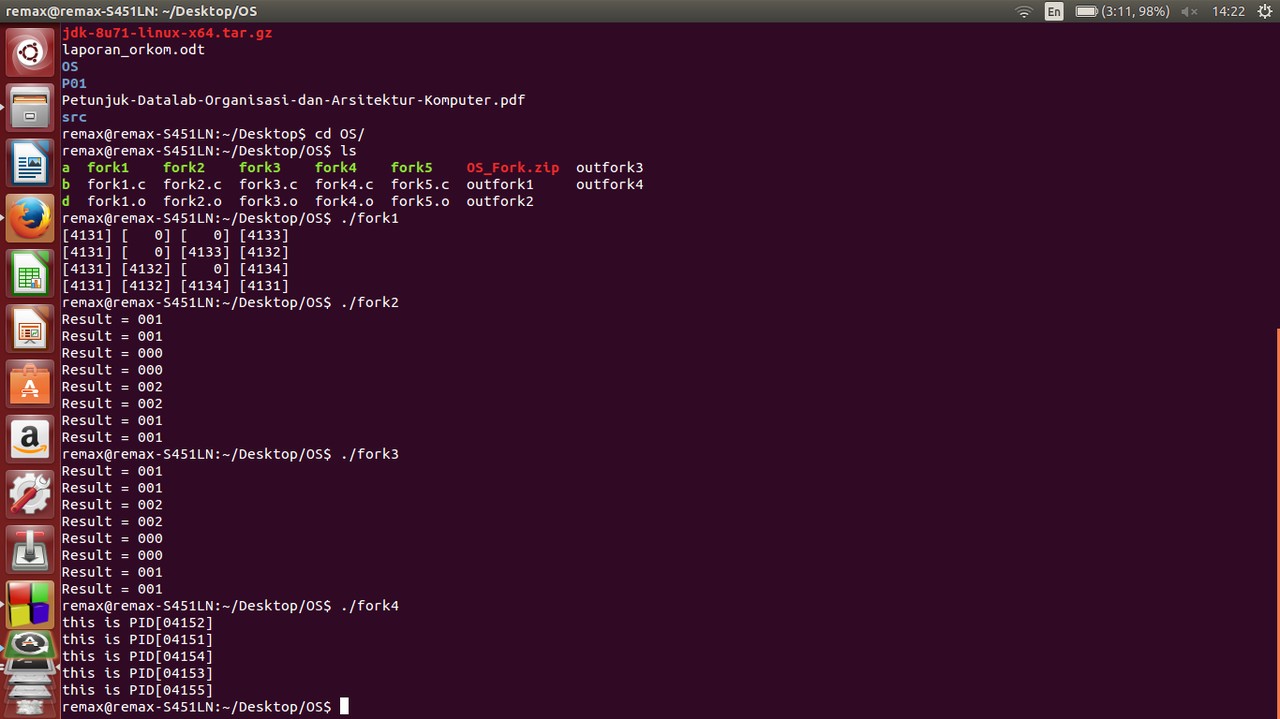 remax@remax-S451LN: ~/Desktop/OS En (3:11, 98%) 14:22
jdk-8u71-linux-x64.tar.gz
laporan_orkom.odt
OS
P01
Petunjuk-Datalab-Organisasi-dan-Arsitektur-Komputer.pdf
src
remax@remax-S451LN:~/Desktop$ cd OS/
remax@remax-S451LN:~/Desktop/OS$ ls
a  fork1    fork2    fork3    fork4    fork5    OS_Fork.zip  outfork3
b  fork1.c  fork2.c  fork3.c  fork4.c  fork5.c  outfork1     outfork4
d  fork1.o  fork2.o  fork3.o  fork4.o  fork5.o  outfork2
remax@remax-S451LN:~/Desktop/OS$ ./fork1
[4131] [   0] [   0] [4133]
[4131] [   0] [4133] [4132]
[4131] [4132] [   0] [4134]
[4131] [4132] [4134] [4131]
remax@remax-S451LN:~/Desktop/OS$ ./fork2
Result = 001
Result = 001
Result = 000
Result = 000
Result = 002
Result = 002
Result = 001
Result = 001
remax@remax-S451LN:~/Desktop/OS$ ./fork3
Result = 001
Result = 001
Result = 002
Result = 002
Result = 000
Result = 000
Result = 001
Result = 001
remax@remax-S451LN:~/Desktop/OS$ ./fork4
this is PID[04152]
this is PID[04151]
this is PID[04154]
this is PID[04153]
this is PID[04155]
remax@remax-S451LN:~/Desktop/OS$